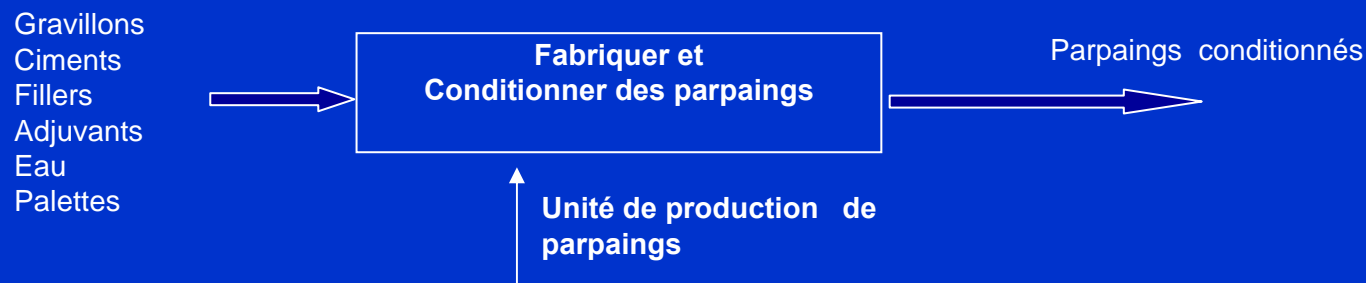 Gravillons
Ciments
Fillers
Adjuvants
Eau
Palettes
Fabriquer et
Conditionner des parpaings
Parpaings conditionnés
Unité de production de
parpaings